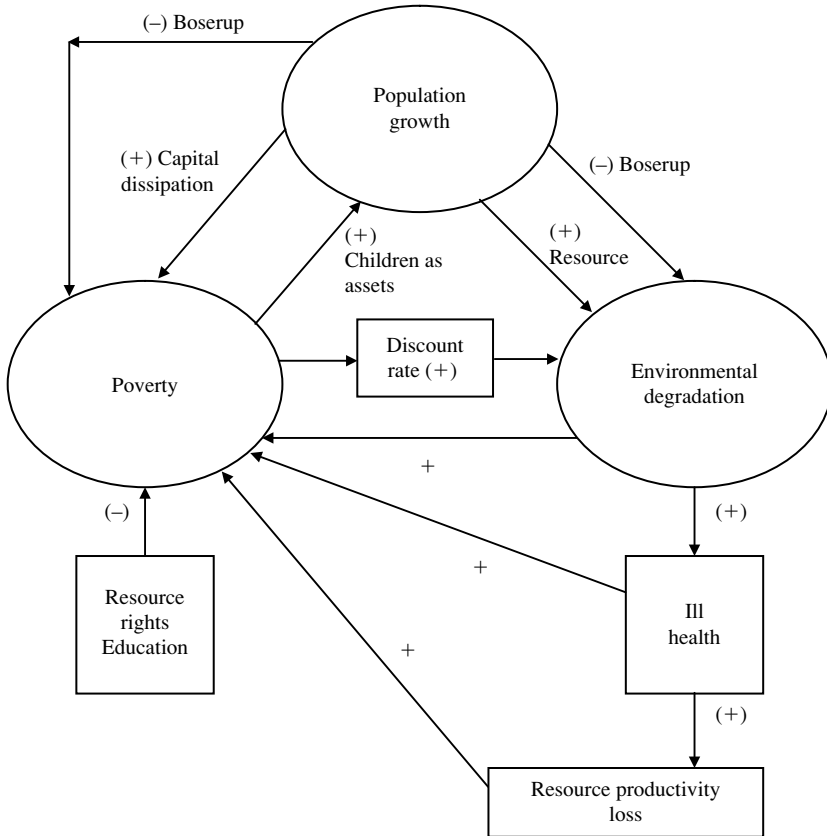 (–) Boserup
Population
growth
(+) Capital
dissipation
(–) Boserup
(+)
Children as
assets
(+)
Resource
Poverty
Discount
rate (+)
Environmental
degradation
+
(–)
(+)
+
Resource
rights
Education
Ill
health
+
(+)
Resource productivity
loss